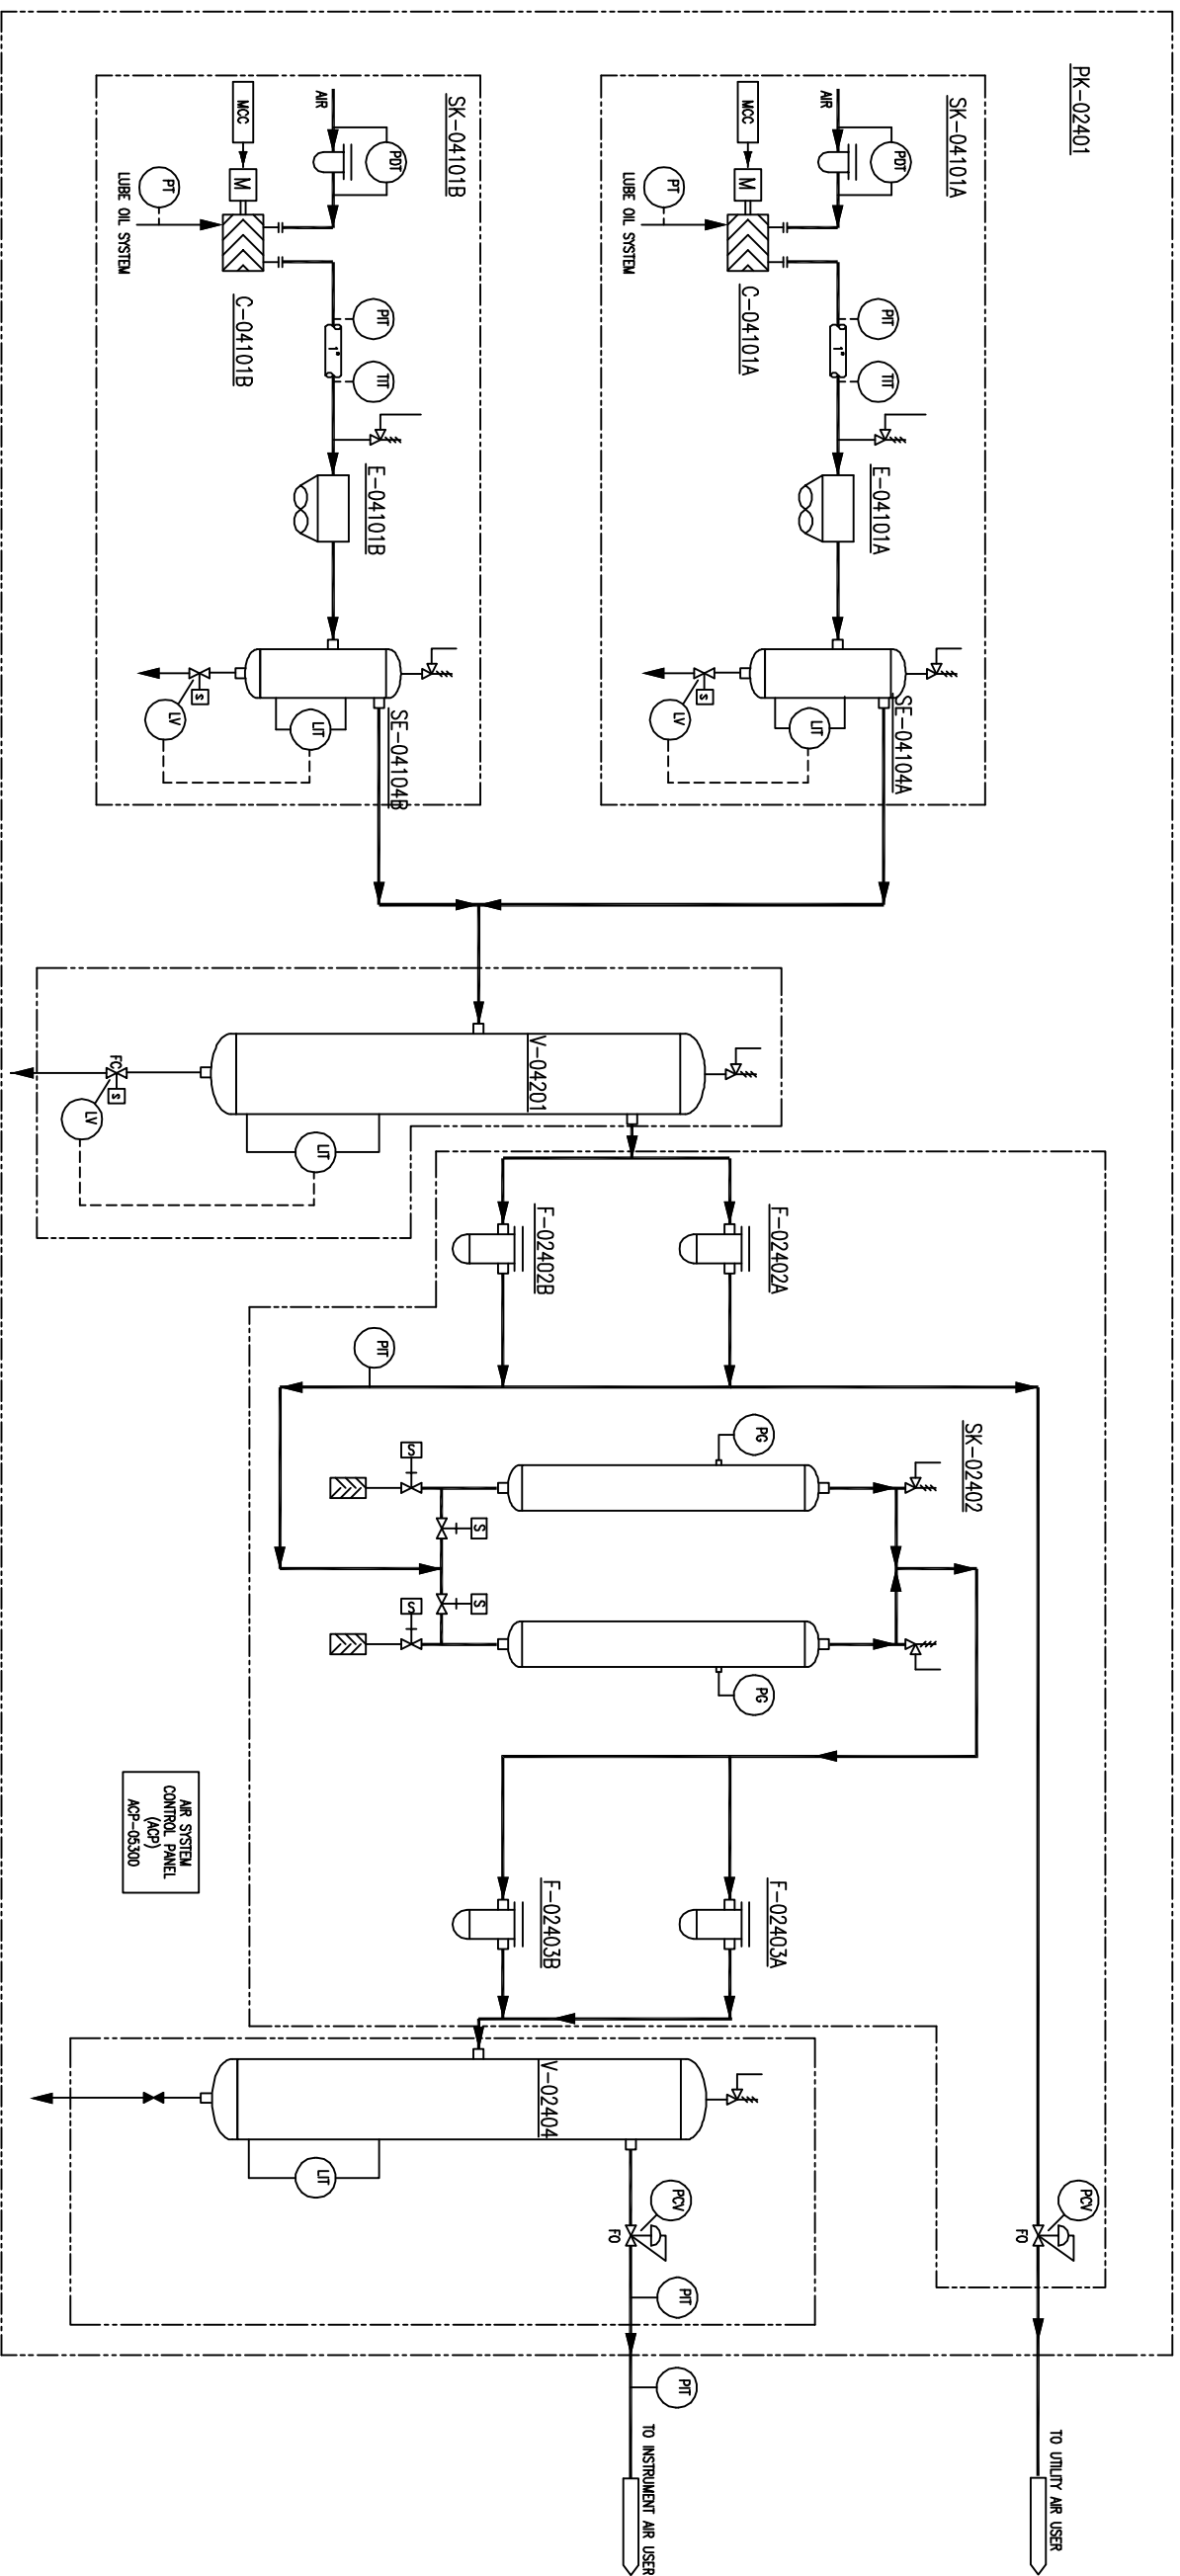 PK-02401
SK-04101A
AIR
PDT
MCC
M
PT
LUBE OIL SYSTEM
C-04101A
PIT
1"
TIT
E-04101A
SE-04104A
LIT
LV
S
SK-04101B
AIR
PDT
MCC
M
PT
LUBE OIL SYSTEM
C-04101B
PIT
1"
TIT
E-04101B
SE-04104B
LIT
LV
S
V-04201
FC
S
LV
LIT
F-02402A
F-02402B
PIT
SK-02402
PG
S
S
S
S
PG
F-02403A
F-02403B
AIR SYSTEM
CONTROL PANEL
(ACP)
ACP-05300
V-02404
LIT
PCV
FO
PIT
PCV
FO
PIT
TO UTILITY AIR USER
TO INSTRUMENT AIR USER